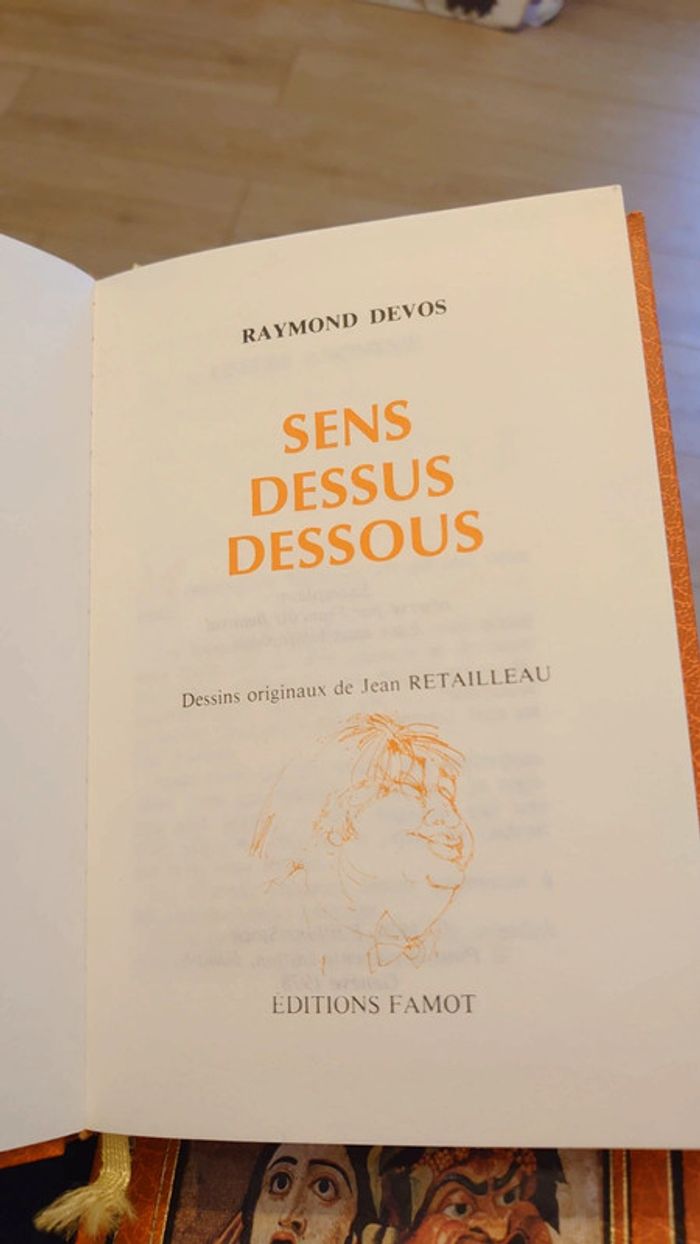 RAYMOND DEVOS
SENS
DESSUS
DESSOUS
Dessins originaux de Jean RETAILLEAU
EDITIONS FAMOT